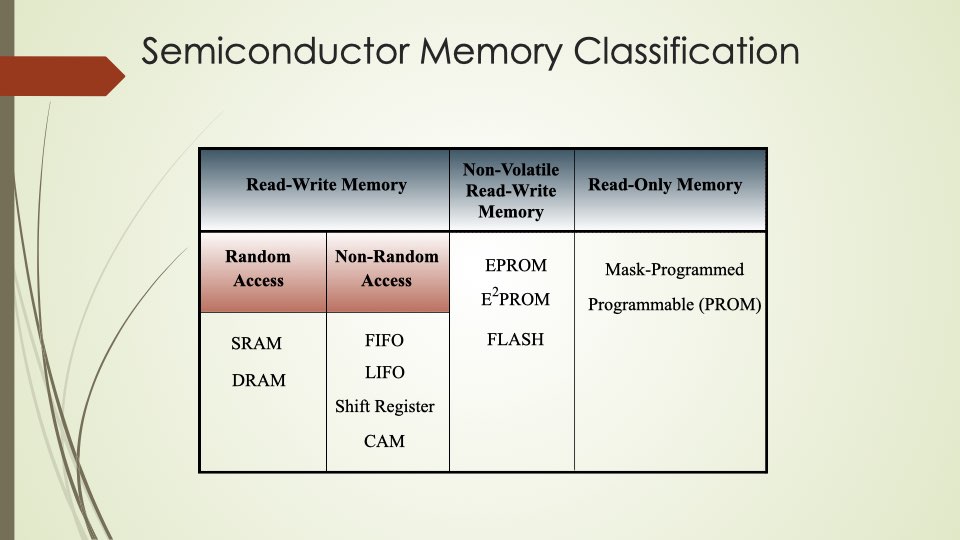 Semiconductor Memory Classification
Read-Write Memory
Non-Volatile
Read-Write
Memory
Read-Only Memory
Random
Access
Non-Random
Access
SRAM
DRAM
FIFO
LIFO
Shift Register
CAM
EPROM
E²PROM
FLASH
Mask-Programmed
Programmable (PROM)